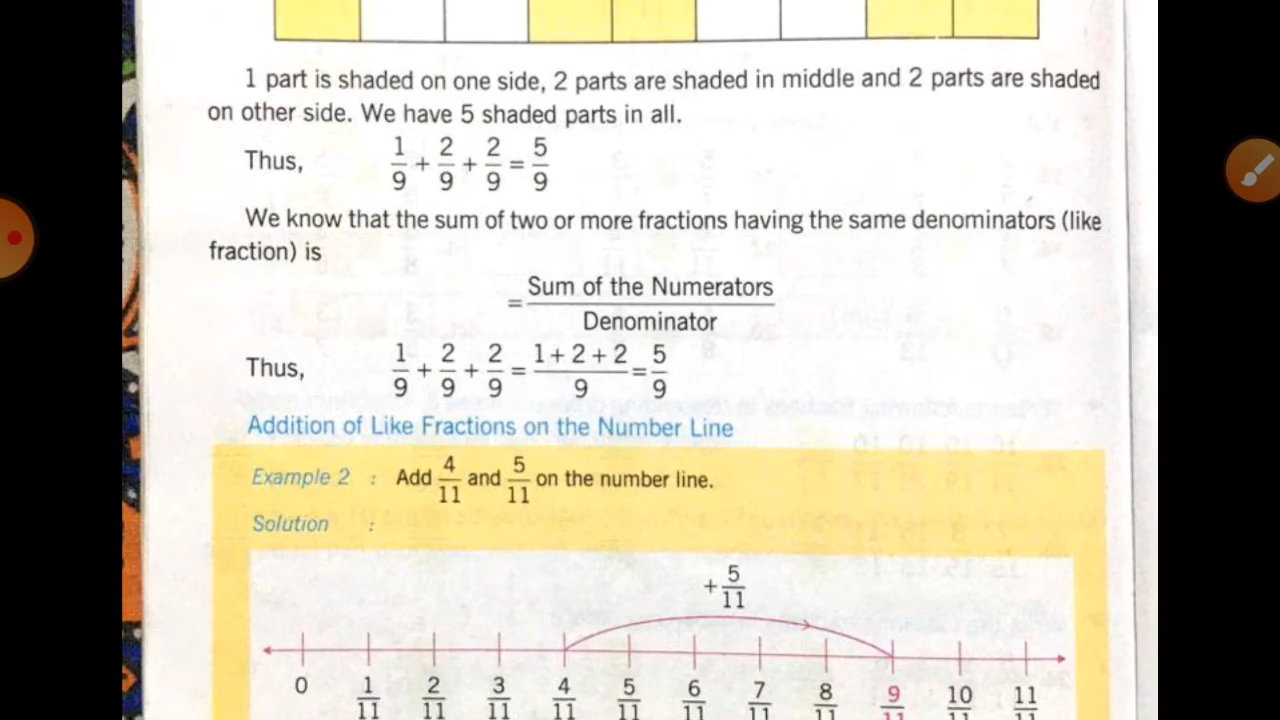 1 part is shaded on one side, 2 parts are shaded in middle and 2 parts are shaded
on other side. We have 5 shaded parts in all.
Thus, 1/9 + 2/9 + 2/9 = 5/9
We know that the sum of two or more fractions having the same denominators (like
fraction) is
= Sum of the Numerators / Denominator
Thus, 1/9 + 2/9 + 2/9 = 1+2+2/9 = 5/9
Addition of Like Fractions on the Number Line
Example 2 : Add 4/11 and 5/11 on the number line.
Solution :
+ 5/11
0 1/11 2/11 3/11 4/11 5/11 6/11 7/11 8/11 9/11 10/11 11/11